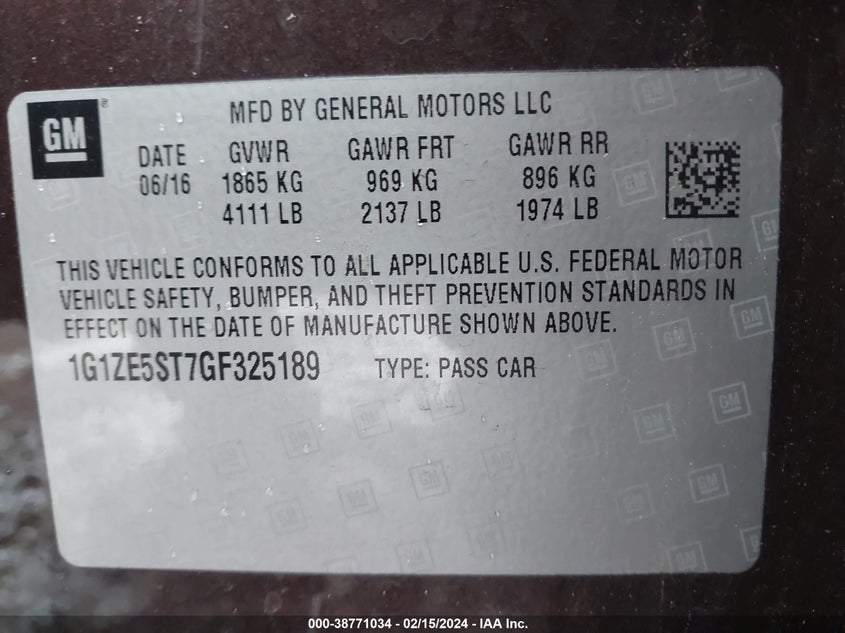 GM
MFD BY GENERAL MOTORS LLC
DATE GVWR GAWR FRT GAWR RR
06/16 1865 KG 969 KG 896 KG
4111 LB 2137 LB 1974 LB
THIS VEHICLE CONFORMS TO ALL APPLICABLE U.S. FEDERAL MOTOR
VEHICLE SAFETY, BUMPER, AND THEFT PREVENTION STANDARDS IN
EFFECT ON THE DATE OF MANUFACTURE SHOWN ABOVE.
1G1ZE5ST7GF325189 TYPE: PASS CAR
000-38771034 - 02/15/2024 - IAA Inc.